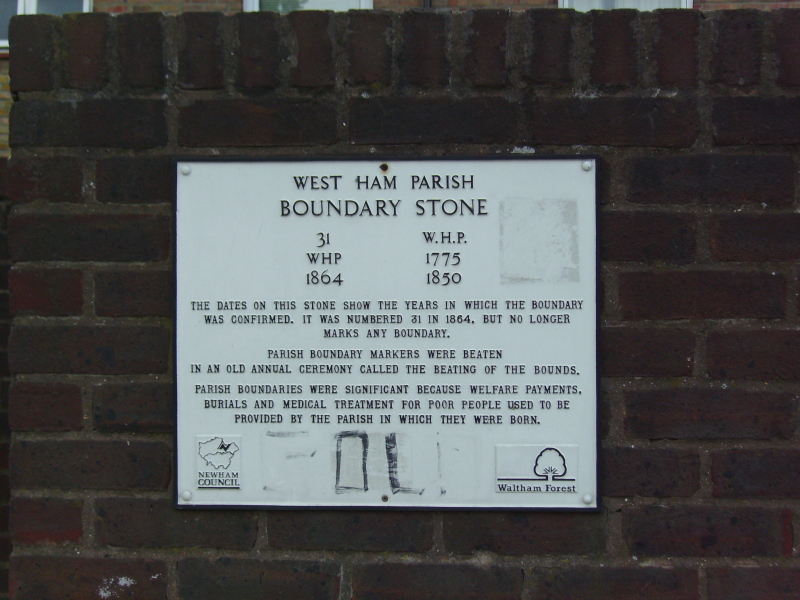 WEST HAM PARISH
BOUNDARY STONE
31 W.H.P.
WHP 1775
1864 1850
THE DATES ON THIS STONE SHOW THE YEARS IN WHICH THE BOUNDARY
WAS CONFIRMED. IT WAS NUMBERED 31 IN 1864, BUT NO LONGER
MARKS ANY BOUNDARY.
PARISH BOUNDARY MARKERS WERE BEATEN
IN AN OLD ANNUAL CEREMONY CALLED THE BEATING OF THE BOUNDS.
PARISH BOUNDARIES WERE SIGNIFICANT BECAUSE WELFARE PAYMENTS,
BURIALS AND MEDICAL TREATMENT FOR POOR PEOPLE USED TO BE
PROVIDED BY THE PARISH IN WHICH THEY WERE BORN.
NEWHAM
COUNCIL
Waltham Forest